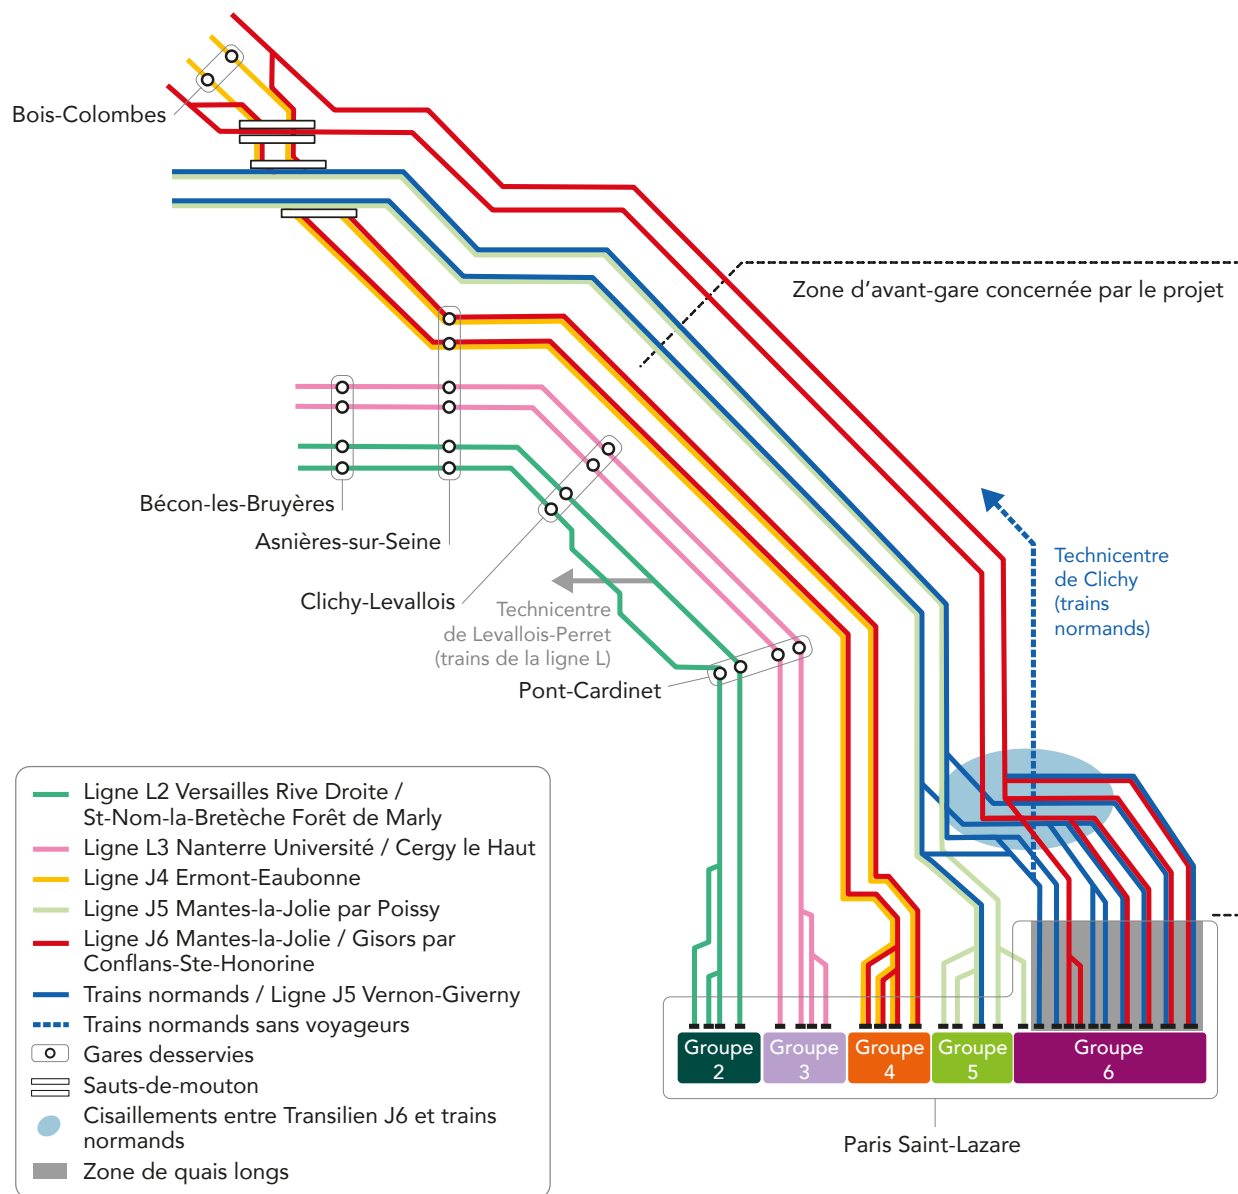 Bois-Colombes
Zone d'avant-gare concernée par le projet
Bécon-les-Bruyères
Asnières-sur-Seine
Clichy-Levallois
Technicentre
de Levallois-Perret
(trains de la ligne L)
Pont-Cardinet
Technicentre
de Clichy
(trains
normands)
Ligne L2 Versailles Rive Droite /
St-Nom-la-Bretèche Forêt de Marly
Ligne L3 Nanterre Université / Cergy le Haut
Ligne J4 Ermont-Eaubonne
Ligne J5 Mantes-la-Jolie par Poissy
Ligne J6 Mantes-la-Jolie / Gisors par
Conflans-Ste-Honorine
Trains normands / Ligne J5 Vernon-Giverny
Trains normands sans voyageurs
Gares desservies
Sauts-de-mouton
Cisaillements entre Transilien J6 et trains
normands
Zone de quais longs
Groupe
2
Groupe
3
Groupe
4
Groupe
5
Groupe
6
Paris Saint-Lazare